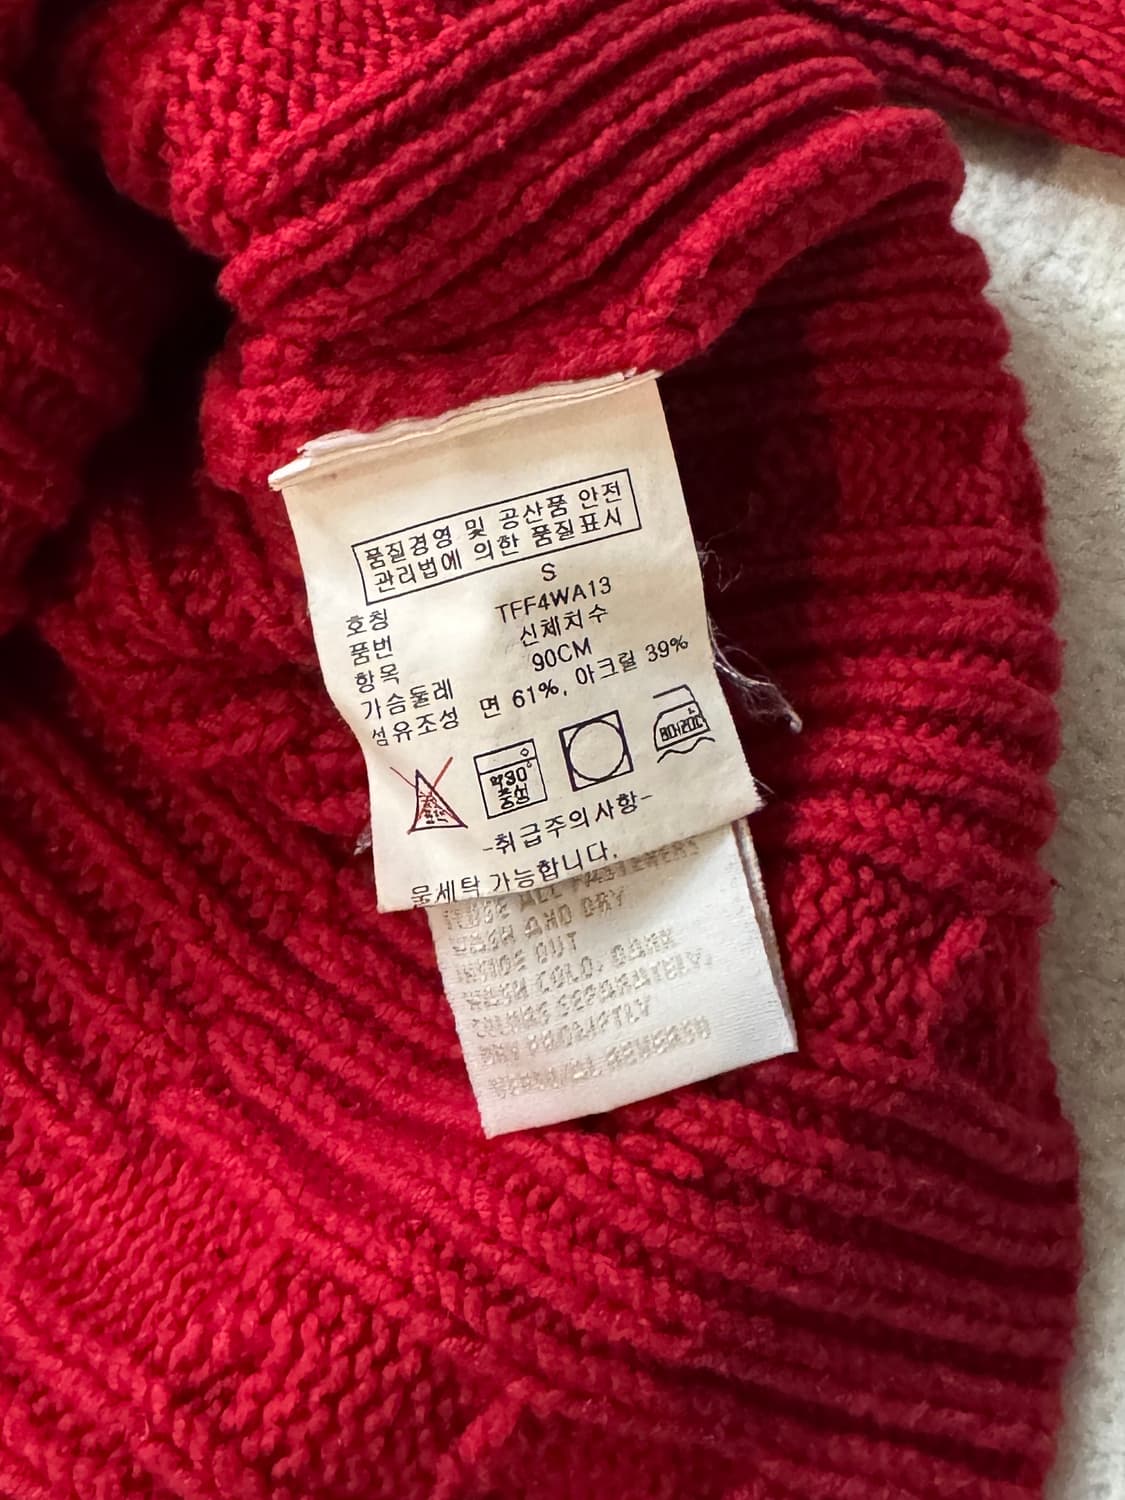 품질경영 및 공산품 안전
관리법에 의한 품질표시
호칭 S
품번 TFF4WA13
항목 신체치수
가슴둘레 90CM
섬유조성 면 61%, 아크릴 39%
약30°
중성
80-120℃
-취급주의사항-
물세탁 가능합니다.
ALL FASTENERS
WASH AND DRY
INSIDE OUT
WASH COLD, DARK
COLORS SEPARATELY,
DRY PROMPTLY